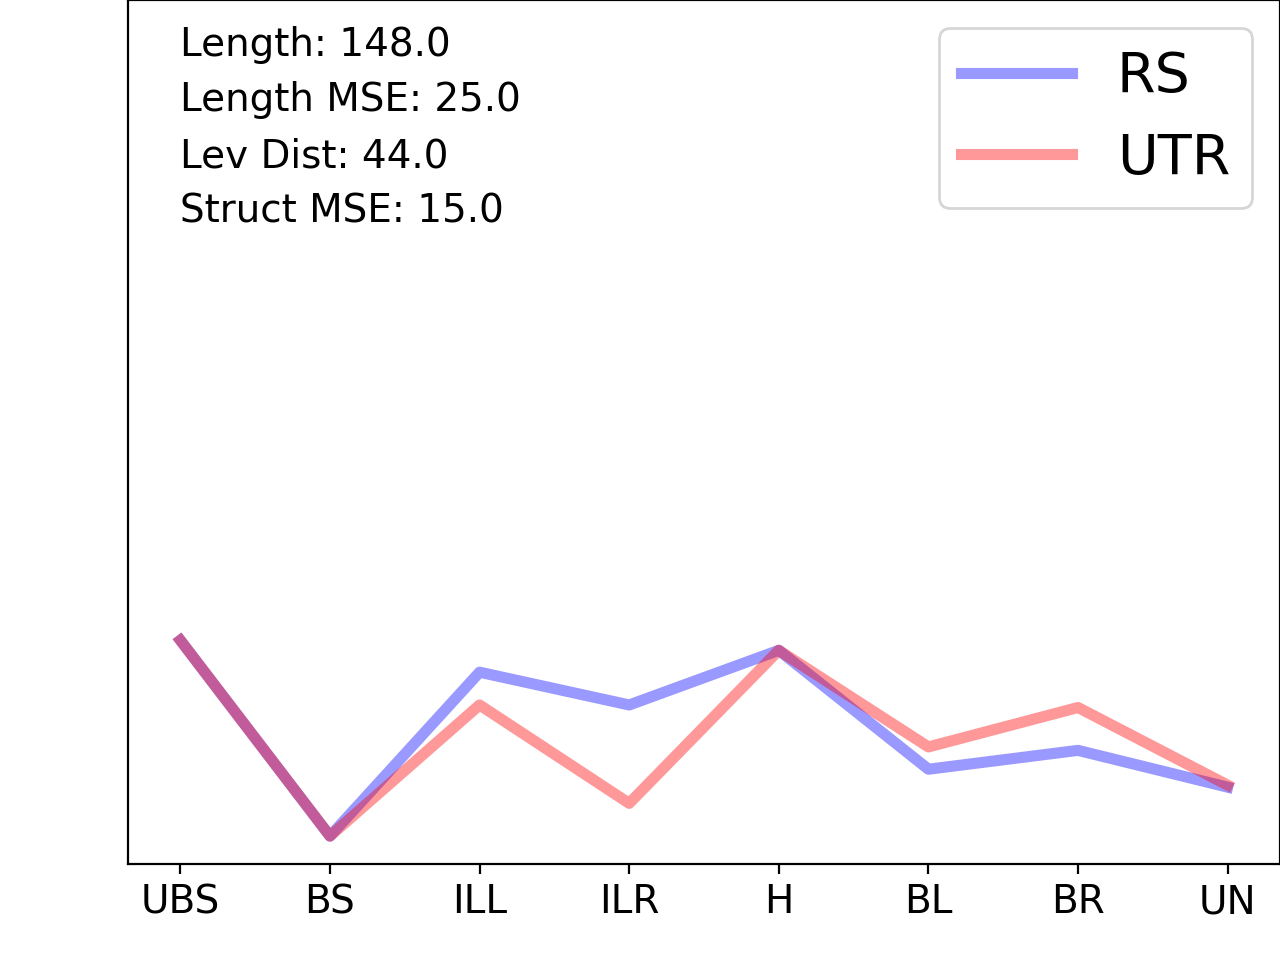 Length: 148.0
Length MSE: 25.0
Lev Dist: 44.0
Struct MSE: 15.0
RS
UTR
UBS BS ILL ILR H BL BR UN